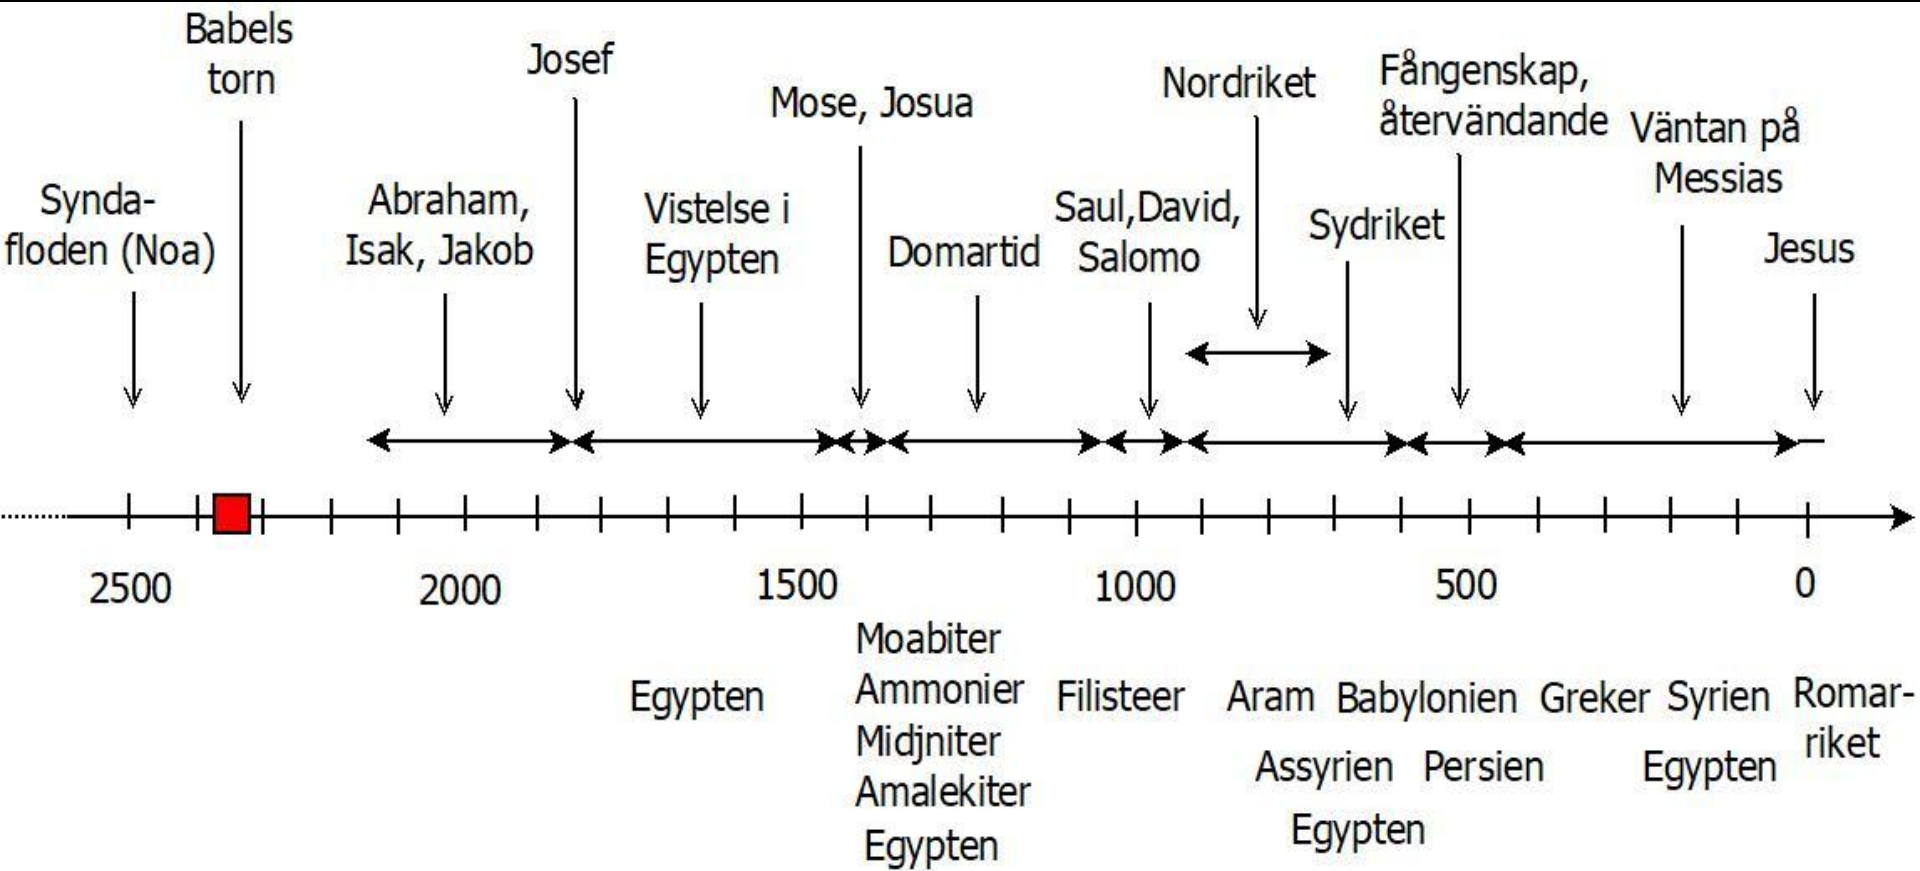 Babels
torn
Josef
Mose, Josua
Nordriket
Fångenskap,
återvändande
Väntan på
Messias
Synda-
floden (Noa)
Abraham,
Isak, Jakob
Vistelse i
Egypten
Domartid
Saul,David,
Salomo
Sydriket
Jesus
2500
2000
1500
1000
500
0
Egypten
Moabiter
Ammonier
Midjniter
Amalekiter
Egypten
Filisteer
Aram
Babylonien
Greker
Syrien
Romar-
riket
Assyrien
Persien
Egypten
Egypten